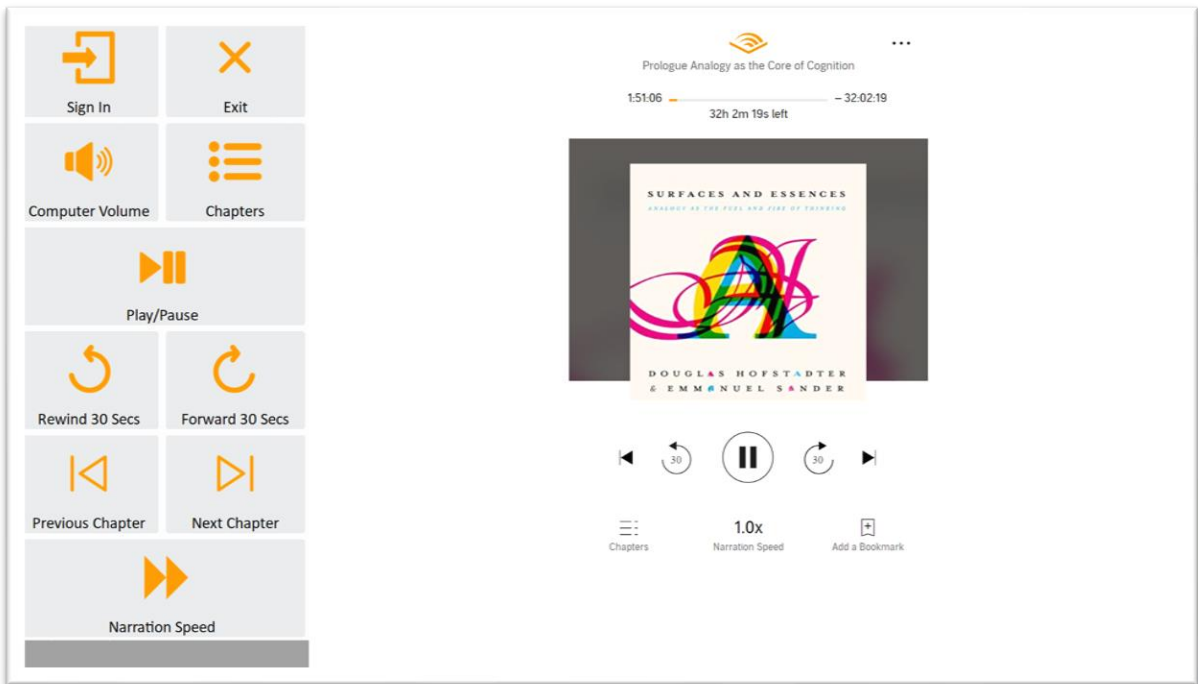 Sign In
Exit
Computer Volume
Chapters
Play/Pause
Rewind 30 Secs
Forward 30 Secs
Previous Chapter
Next Chapter
Narration Speed
Prologue Analogy as the Core of Cognition
1:51:06
– 32:02:19
32h 2m 19s left
SURFACES AND ESSENCES
ANALOGY AS THE FUEL AND FIRE OF THINKING
A
DOUGLAS HOFSTADTER
& EMMANUEL SANDER
30
30
Chapters
1.0x
Narration Speed
Add a Bookmark